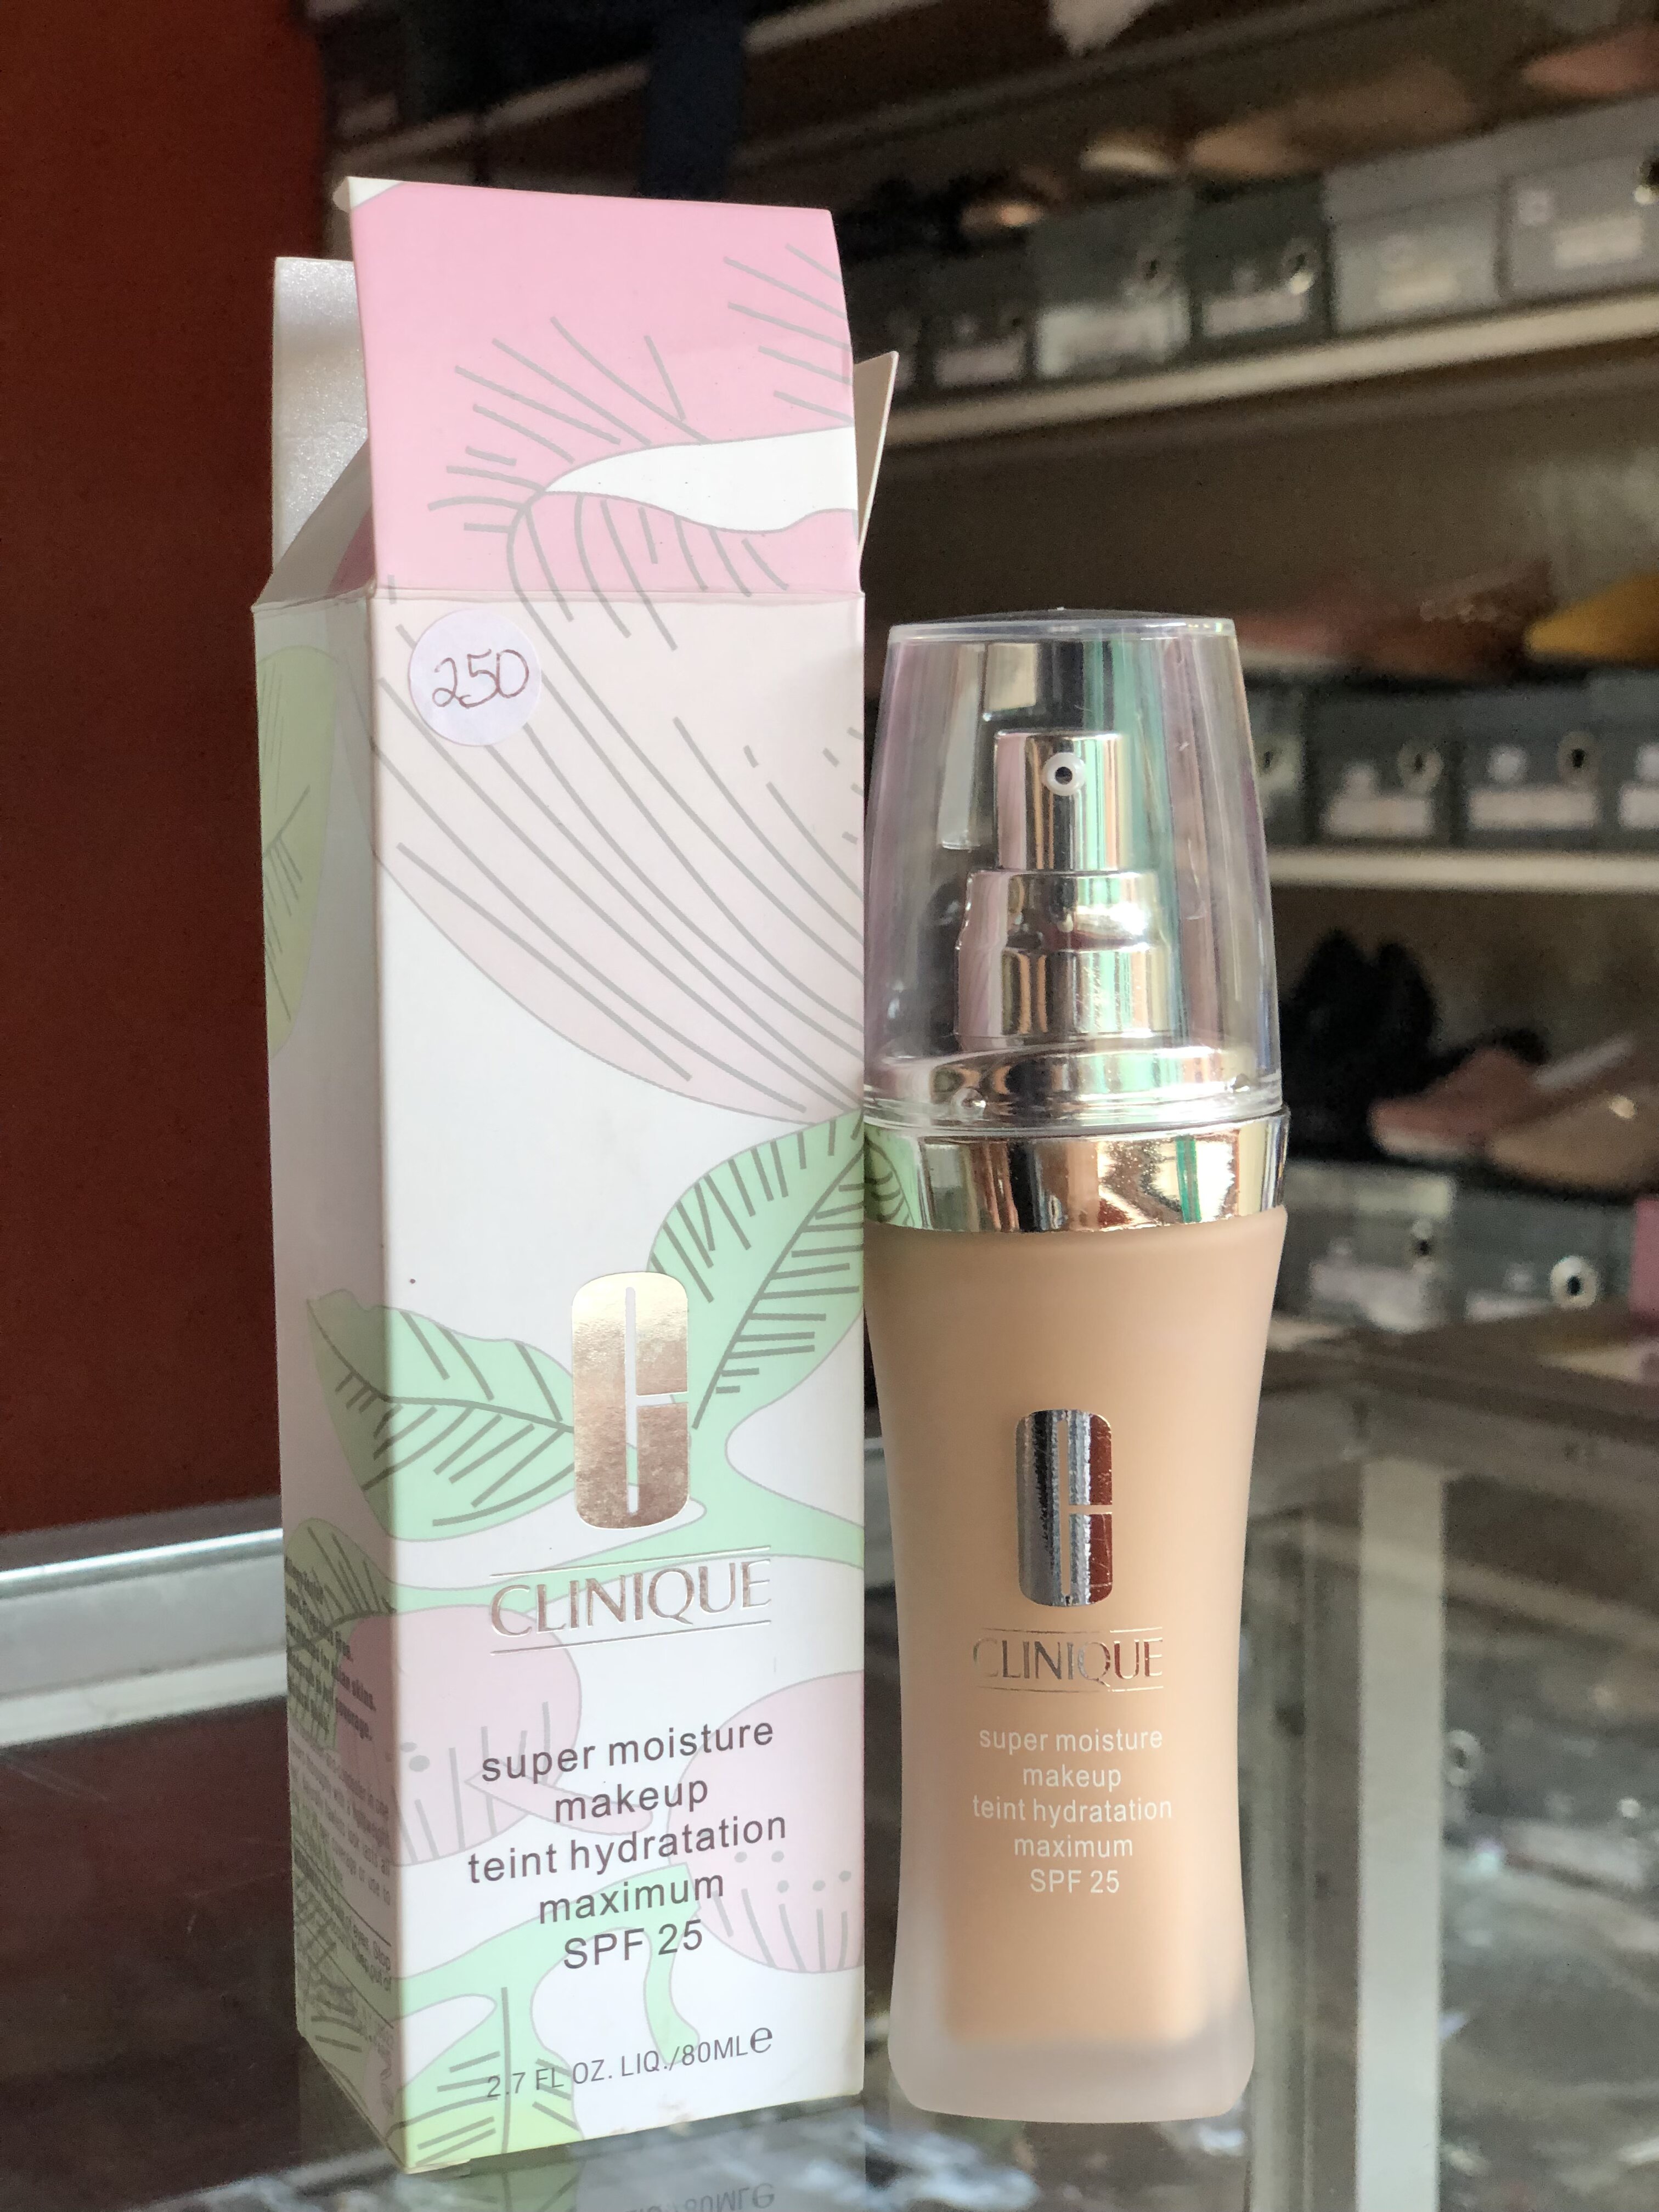 250
CLINIQUE
super moisture
makeup
teint hydratation
maximum
SPF 25
2.7 FL OZ. LIQ./80MLe
CLINIQUE
super moisture
makeup
teint hydratation
maximum
SPF 25